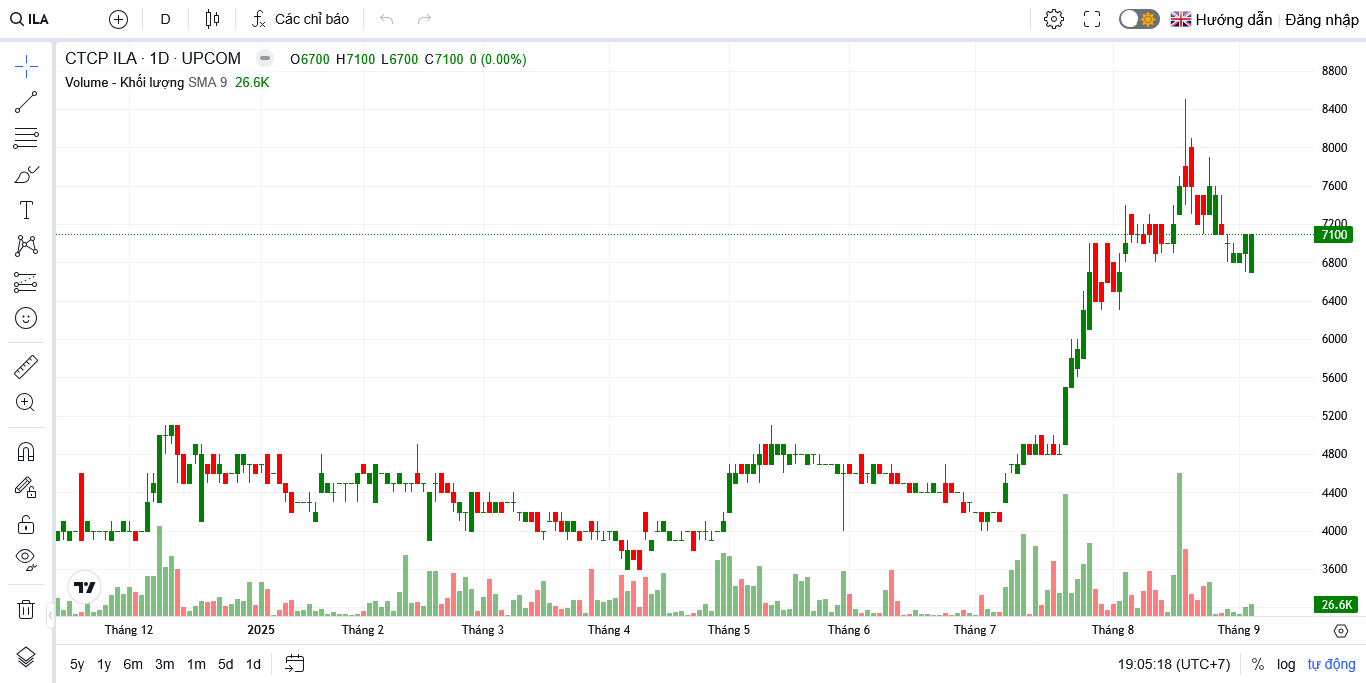 ILA D Các chỉ báo Hướng dẫn Đăng nhập
CTCP ILA · 1D · UPCOM O6700 H7100 L6700 C7100 0 (0.00%)
Volume - Khối lượng SMA 9 26.6K
8800
8400
8000
7600
7200
7100
6800
6400
6000
5600
5200
4800
4400
4000
3600
26.6K
Tháng 12 2025 Tháng 2 Tháng 3 Tháng 4 Tháng 5 Tháng 6 Tháng 7 Tháng 8 Tháng 9
5y 1y 6m 3m 1m 5d 1d 19:05:18 (UTC+7) % log tự động